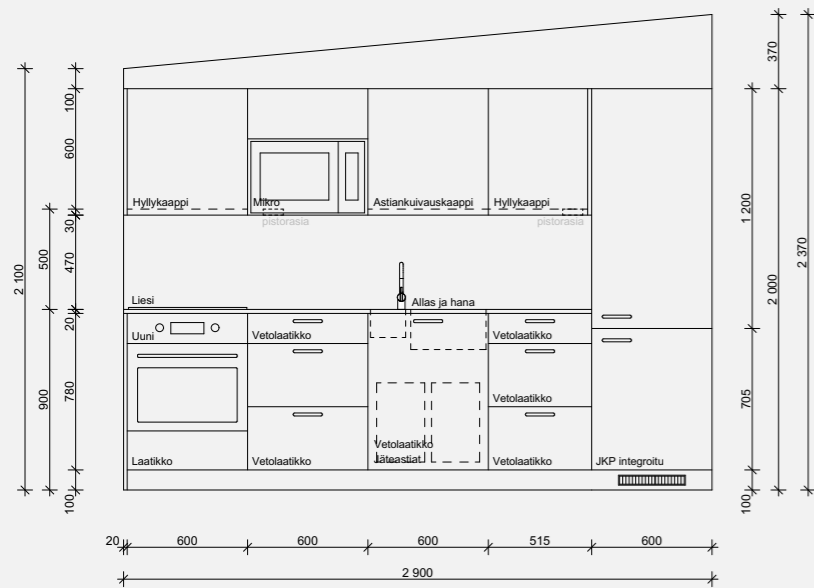 370
100
600
1 200
2 370
2 000
Hyllykaappi
Mikro
Astiankuivauskaappi
Hyllykaappi
pistorasia
pistorasia
30
500
470
2 100
Liesi
Allas ja hana
20
Uuni
Vetolaatikko
Vetolaatikko
900
780
705
Vetolaatikko
Vetolaatikko
Jäteastiat
Laatikko
Vetolaatikko
Vetolaatikko
JKP integroitu
100
100
20
600
600
600
515
600
2 900